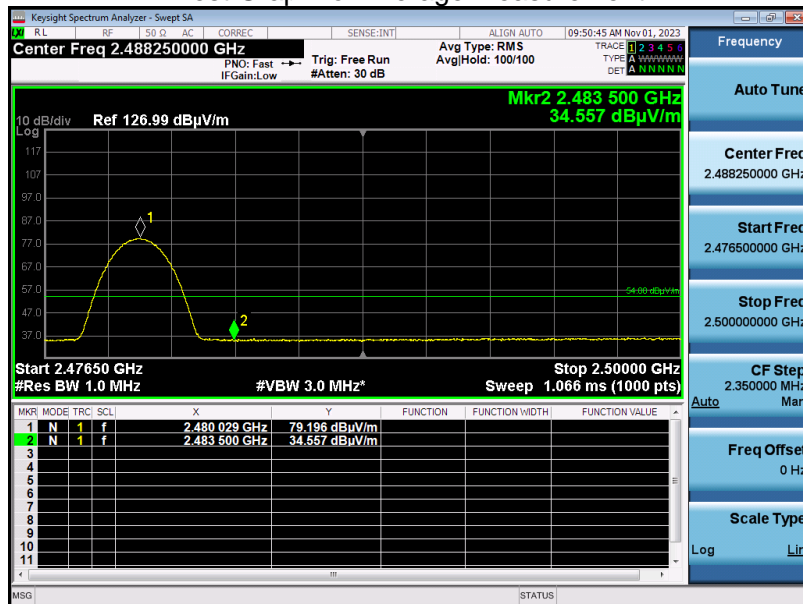 Keysight Spectrum Analyzer - Swept SA
LXI RL RF 50 Ω AC CORREC SENSE:INT ALIGN AUTO 09:50:45 AM Nov 01, 2023
Center Freq 2.488250000 GHz
PNO: Fast
IFGain:Low
Trig: Free Run
#Atten: 30 dB
Avg Type: RMS
Avg|Hold: 100/100
TRACE 1 2 3 4 5 6
TYPE A WWWWW
DET A N N N N N
Mkr2 2.483 500 GHz
34.557 dBµV/m
10 dB/div Ref 126.99 dBµV/m
Log
117
107
97.0
87.0
77.0
67.0
57.0
47.0
37.0
1
2
54.00 dBµV/m
Start 2.47650 GHz Stop 2.50000 GHz
#Res BW 1.0 MHz #VBW 3.0 MHz* Sweep 1.066 ms (1000 pts)
MKR MODE TRC SCL X Y FUNCTION FUNCTION WIDTH FUNCTION VALUE
1 N 1 f 2.480 029 GHz 79.196 dBµV/m
2 N 1 f 2.483 500 GHz 34.557 dBµV/m
3
4
5
6
7
8
9
10
11
MSG STATUS
Frequency
Auto Tune
Center Freq
2.488250000 GHz
Start Freq
2.476500000 GHz
Stop Freq
2.500000000 GHz
CF Step
2.350000 MHz
Auto Man
Freq Offset
0 Hz
Scale Type
Log Lin